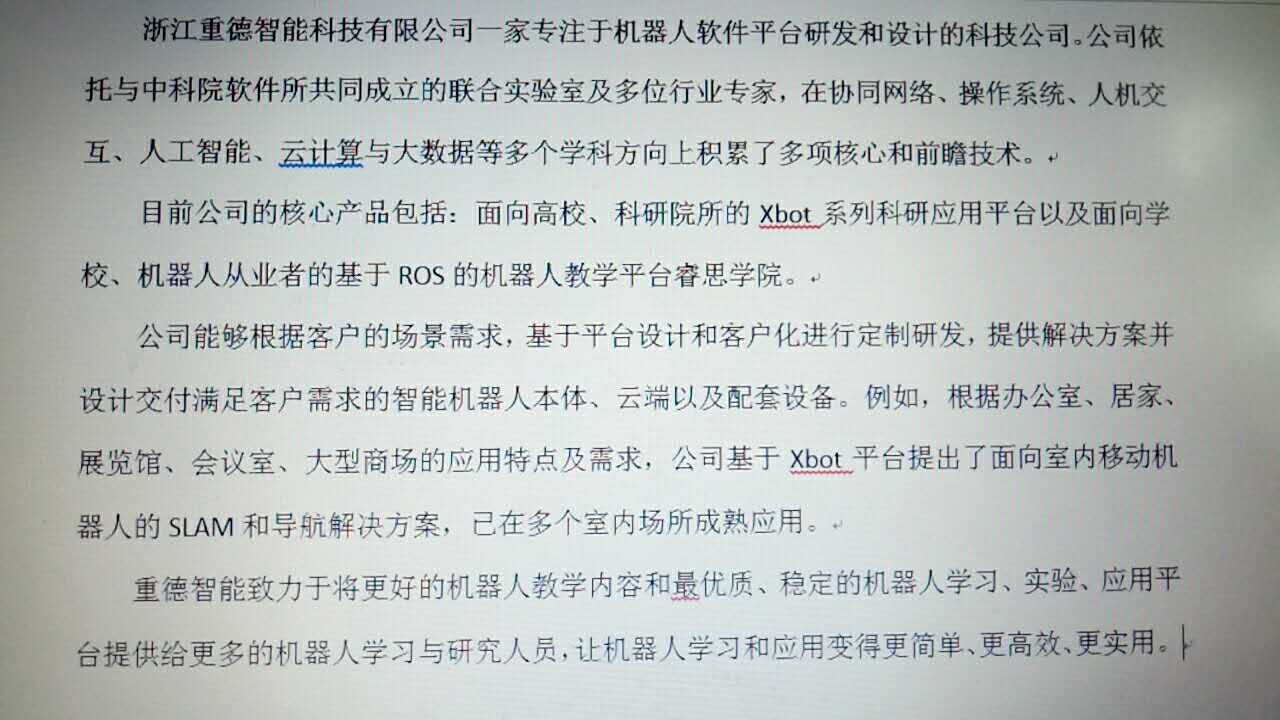 浙江重德智能科技有限公司一家专注于机器人软件平台研发和设计的科技公司。公司依
托与中科院软件所共同成立的联合实验室及多位行业专家，在协同网络、操作系统、人机交
互、人工智能、云计算与大数据等多个学科方向上积累了多项核心和前瞻技术。
目前公司的核心产品包括：面向高校、科研院所的 Xbot 系列科研应用平台以及面向学
校、机器人从业者的基于 ROS 的机器人教学平台睿思学院。
公司能够根据客户的场景需求，基于平台设计和客户化进行定制研发，提供解决方案并
设计交付满足客户需求的智能机器人本体、云端以及配套设备。例如，根据办公室、居家、
展览馆、会议室、大型商场的应用特点及需求，公司基于 Xbot 平台提出了面向室内移动机
器人的 SLAM 和导航解决方案，已在多个室内场所成熟应用。
重德智能致力于将更好的机器人教学内容和最优质、稳定的机器人学习、实验、应用平
台提供给更多的机器人学习与研究人员，让机器人学习和应用变得更简单、更高效、更实用。